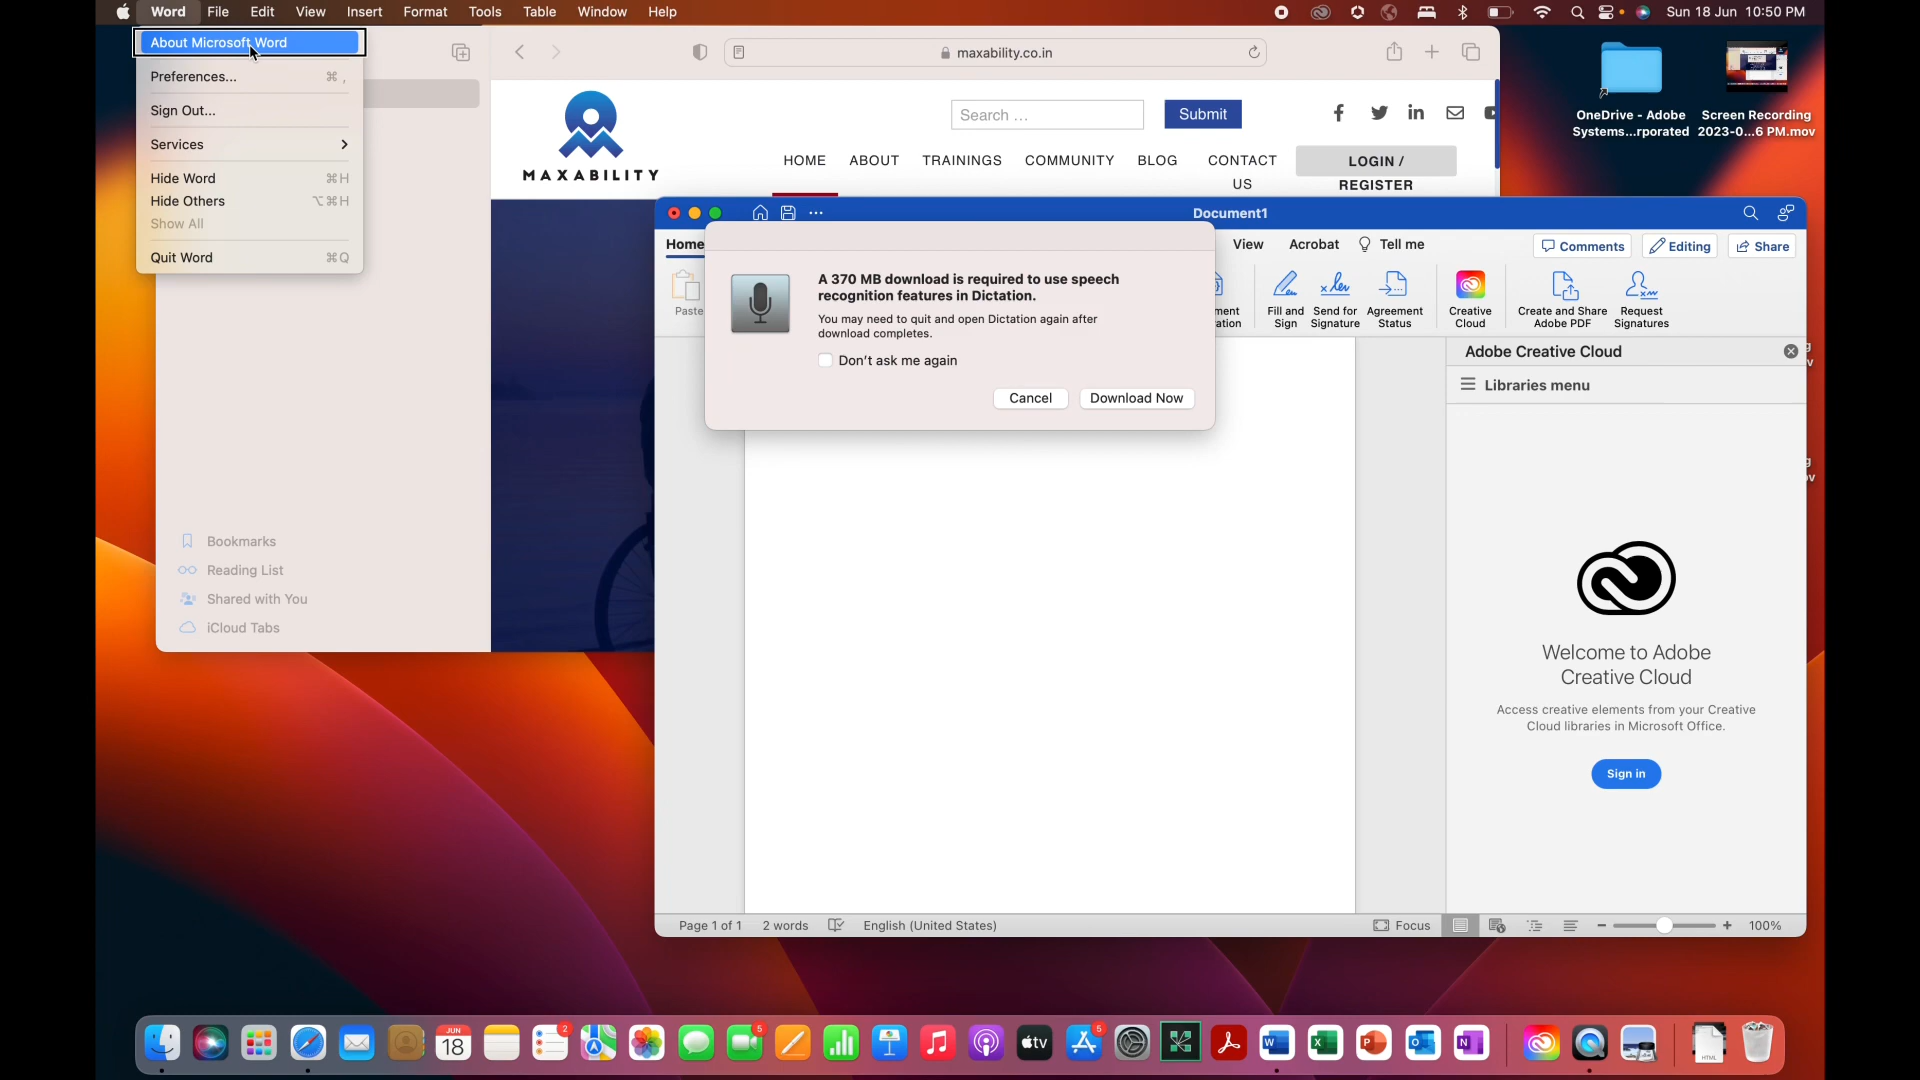 Word File Edit View Insert Format Tools Table Window Help Sun 18 Jun 10:50 PM
About Microsoft Word
Preferences... ⌘ ,
Sign Out...
Services
Hide Word ⌘H
Hide Others ⌥⌘H
Show All
Quit Word ⌘Q
Bookmarks
Reading List
Shared with You
iCloud Tabs
maxability.co.in
MAXABILITY
Search ... Submit
HOME ABOUT TRAININGS COMMUNITY BLOG CONTACT US LOGIN / REGISTER
OneDrive - Adobe
Systems...rporated
Screen Recording
2023-0...6 PM.mov
Document1
Home View Acrobat Tell me Comments Editing Share
Paste
Fill and
Sign
Send for
Signature
Agreement
Status
Creative
Cloud
Create and Share
Adobe PDF
Request
Signatures
A 370 MB download is required to use speech
recognition features in Dictation.
You may need to quit and open Dictation again after
download completes.
Don't ask me again
Cancel Download Now
Adobe Creative Cloud
Libraries menu
Welcome to Adobe
Creative Cloud
Access creative elements from your Creative
Cloud libraries in Microsoft Office.
Sign in
Page 1 of 1 2 words English (United States) Focus 100%
JUN
18
2
5
tv
5
W
X
P
O
N
HTML